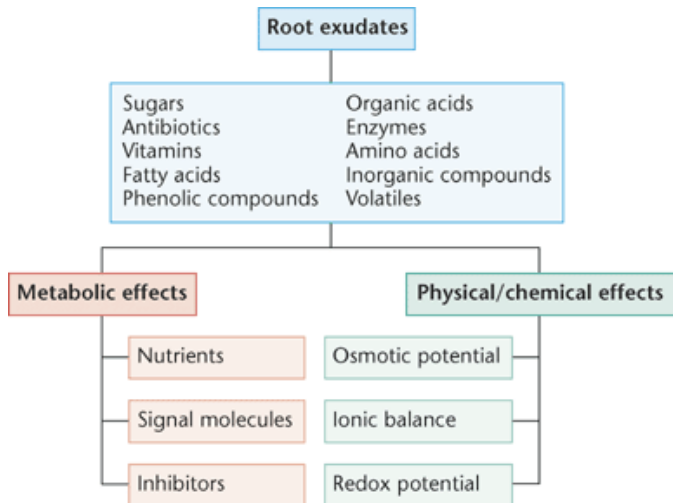 Root exudates
Sugars
Antibiotics
Vitamins
Fatty acids
Phenolic compounds
Organic acids
Enzymes
Amino acids
Inorganic compounds
Volatiles
Metabolic effects
Nutrients
Signal molecules
Inhibitors
Physical/chemical effects
Osmotic potential
Ionic balance
Redox potential